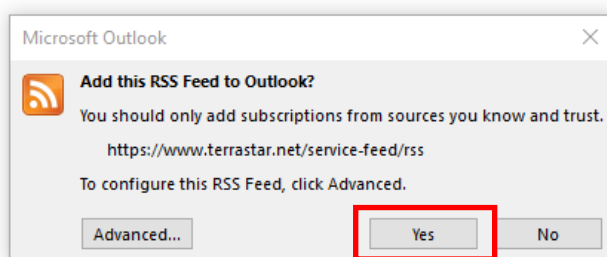 Microsoft Outlook
Add this RSS Feed to Outlook?
You should only add subscriptions from sources you know and trust.
https://www.terrastar.net/service-feed/rss
To configure this RSS Feed, click Advanced.
Advanced... Yes No